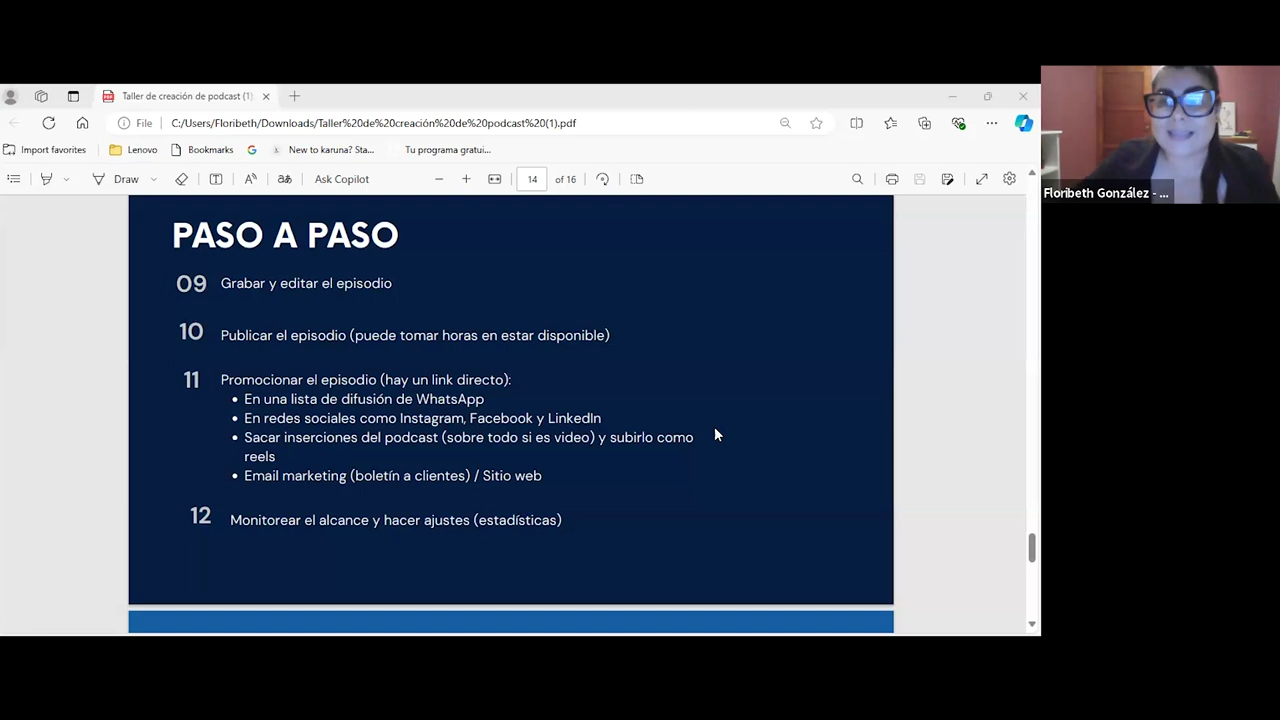 Taller de creación de podcast (1).
File
C:/Users/Floribeth/Downloads/Taller%20de%20creación%20de%20podcast%20(1).pdf
Import favorites
Lenovo
Bookmarks
New to karuna? Sta...
Tu programa gratui...
Draw
Ask Copilot
14
of 16
Floribeth González - ...
PASO A PASO
09 Grabar y editar el episodio
10 Publicar el episodio (puede tomar horas en estar disponible)
11 Promocionar el episodio (hay un link directo):
• En una lista de difusión de WhatsApp
• En redes sociales como Instagram, Facebook y LinkedIn
• Sacar inserciones del podcast (sobre todo si es video) y subirlo como
reels
• Email marketing (boletín a clientes) / Sitio web
12 Monitorear el alcance y hacer ajustes (estadísticas)